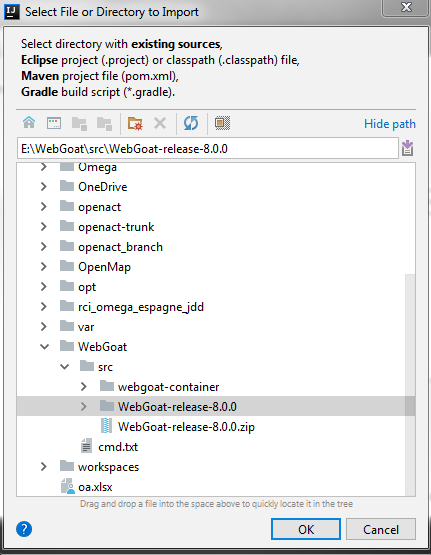 IJ Select File or Directory to Import
Select directory with existing sources,
Eclipse project (.project) or classpath (.classpath) file,
Maven project file (pom.xml),
Gradle build script (*.gradle).
Hide path
E:\WebGoat\src\WebGoat-release-8.0.0
Omega
OneDrive
openact
openact-trunk
openact_branch
OpenMap
opt
rci_omega_espagne_jdd
var
WebGoat
src
webgoat-container
WebGoat-release-8.0.0
WebGoat-release-8.0.0.zip
cmd.txt
workspaces
oa.xlsx
Drag and drop a file into the space above to quickly locate it in the tree
? OK Cancel